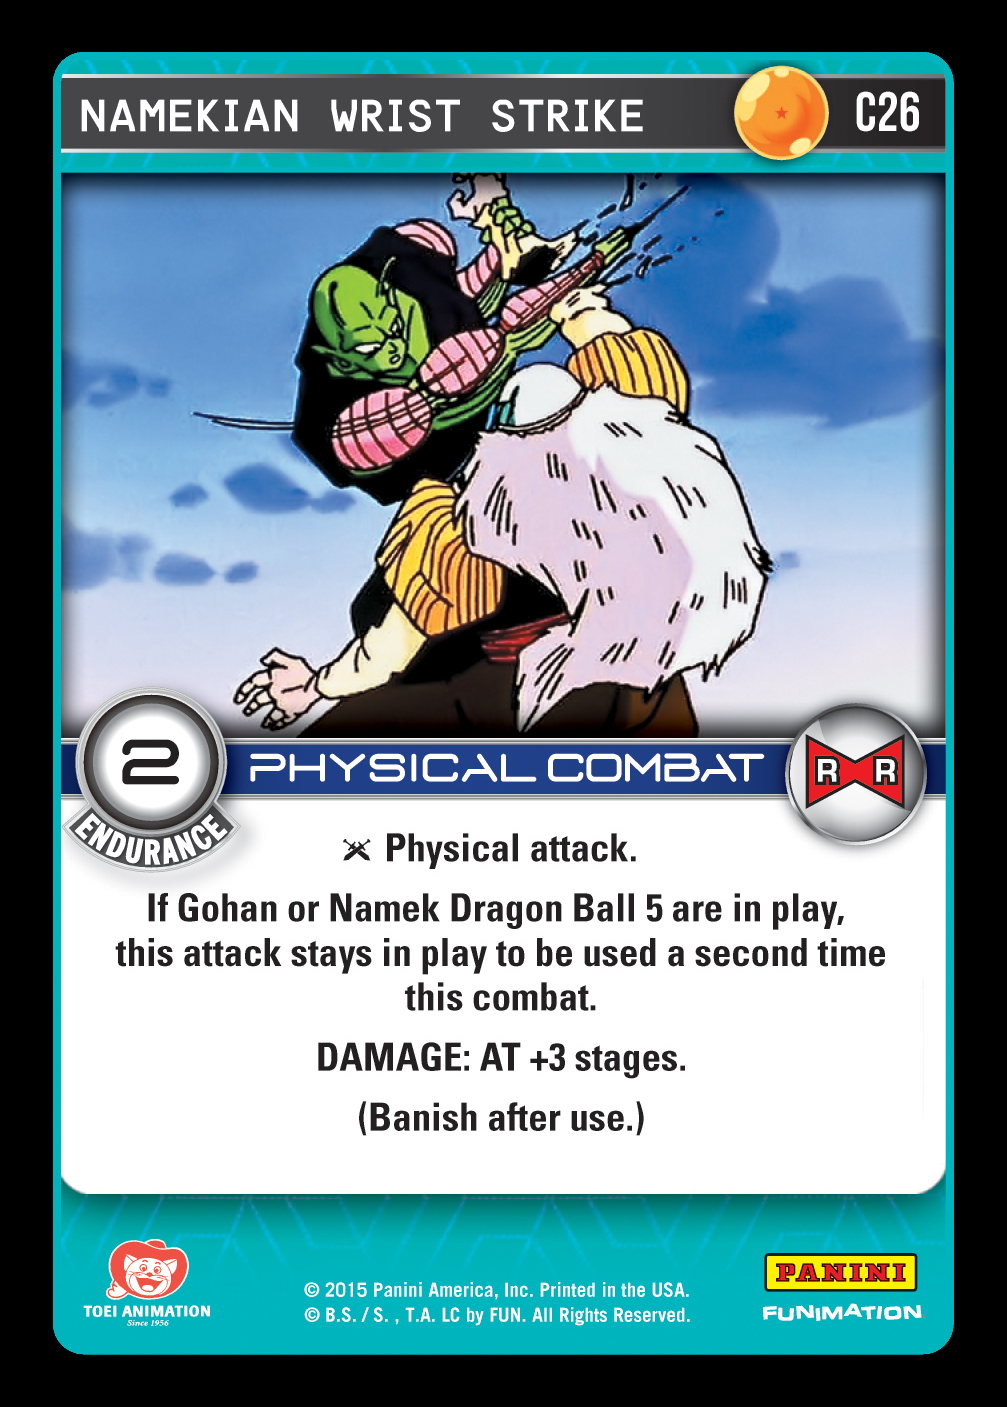 NAMEKIAN WRIST STRIKE C26
2 PHYSICAL COMBAT R R
ENDURANCE
Physical attack.
If Gohan or Namek Dragon Ball 5 are in play,
this attack stays in play to be used a second time
this combat.
DAMAGE: AT +3 stages.
(Banish after use.)
TOEI ANIMATION
Since 1956
© 2015 Panini America, Inc. Printed in the USA.
© B.S. / S. , T.A. LC by FUN. All Rights Reserved.
PANINI
FUNIMATION